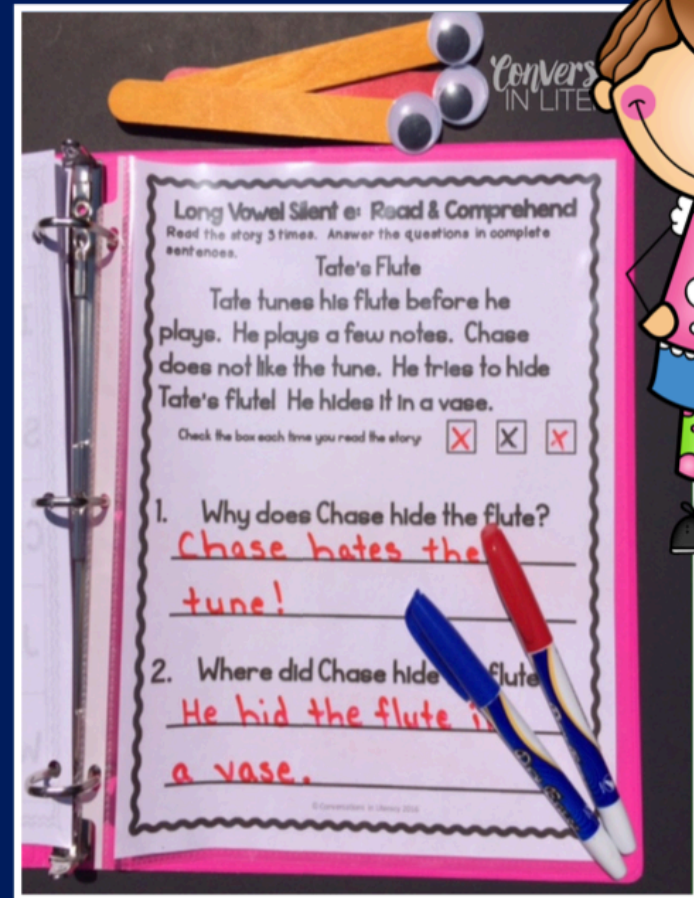 Convers
IN LITE
Long Vowel Silent e: Read & Comprehend
Read the story 3 times. Answer the questions in complete
sentences.
Tate's Flute
Tate tunes his flute before he
plays. He plays a few notes. Chase
does not like the tune. He tries to hide
Tate's flute! He hides it in a vase.
Check the box each time you read the story: X X X
1. Why does Chase hide the flute?
Chase hates the
tune!
2. Where did Chase hide flute
He hid the flute i
a vase.
© Conversations in Literacy 2016